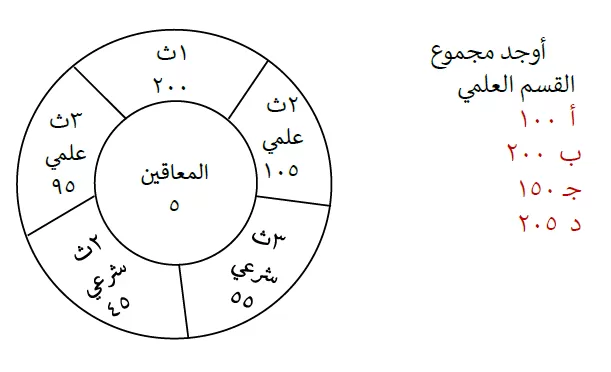 أوجد مجموع
القسم العلمي
أ ١٠٠
ب ٢٠٠
جـ ١٥٠
د ٢٠٥
١ث
٢٠٠
٢ث
علمي
١٠٥
٣ث
شرعي
٥٥
٢ث
شرعي
٤٥
٣ث
علمي
٩٥
المعاقين
٥